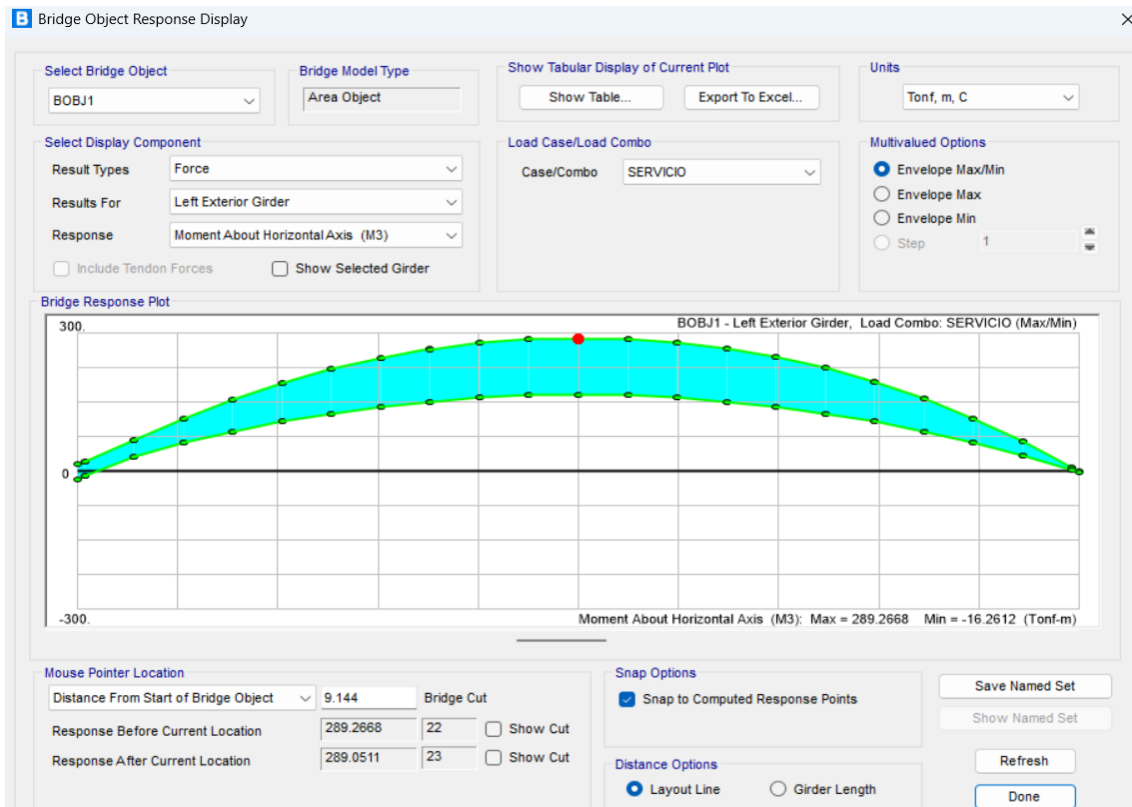 B Bridge Object Response Display
Select Bridge Object
BOBJ1
Bridge Model Type
Area Object
Show Tabular Display of Current Plot
Show Table...
Export To Excel...
Units
Tonf, m, C
Select Display Component
Result Types
Force
Results For
Left Exterior Girder
Response
Moment About Horizontal Axis (M3)
Include Tendon Forces
Show Selected Girder
Load Case/Load Combo
Case/Combo
SERVICIO
Multivalued Options
Envelope Max/Min
Envelope Max
Envelope Min
Step
1
Bridge Response Plot
300.
BOBJ1 - Left Exterior Girder, Load Combo: SERVICIO (Max/Min)
0
-300.
Moment About Horizontal Axis (M3): Max = 289.2668 Min = -16.2612 (Tonf-m)
Mouse Pointer Location
Distance From Start of Bridge Object
9.144
Bridge Cut
Response Before Current Location
289.2668
22
Show Cut
Response After Current Location
289.0511
23
Show Cut
Snap Options
Snap to Computed Response Points
Distance Options
Layout Line
Girder Length
Save Named Set
Show Named Set
Refresh
Done